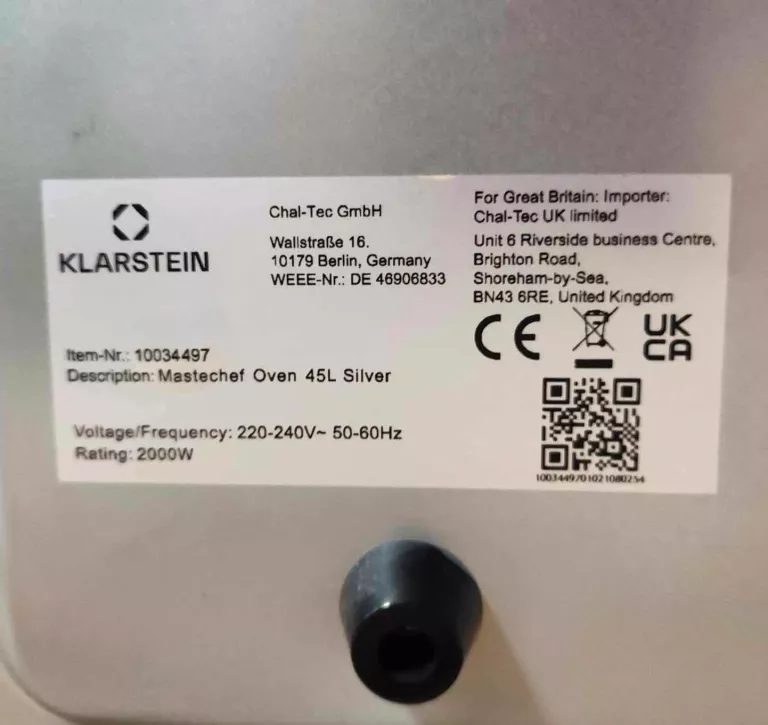 KLARSTEIN
Chal-Tec GmbH
Wallstraße 16.
10179 Berlin, Germany
WEEE-Nr.: DE 46906833
For Great Britain: Importer:
Chal-Tec UK limited
Unit 6 Riverside business Centre,
Brighton Road,
Shoreham-by-Sea,
BN43 6RE, United Kingdom
CE
UK
CA
Item-Nr.: 10034497
Description: Mastechef Oven 45L Silver
Voltage/Frequency: 220-240V~ 50-60Hz
Rating: 2000W
1003449701021080254